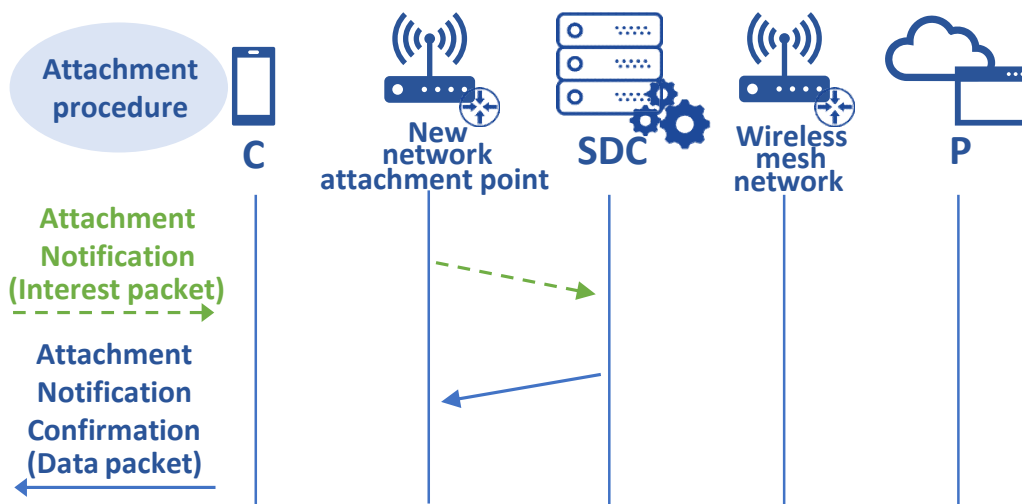 Attachment
procedure
C
New
network
attachment point
SDC
Wireless
mesh
network
P
Attachment
Notification
(Interest packet)
Attachment
Notification
Confirmation
(Data packet)